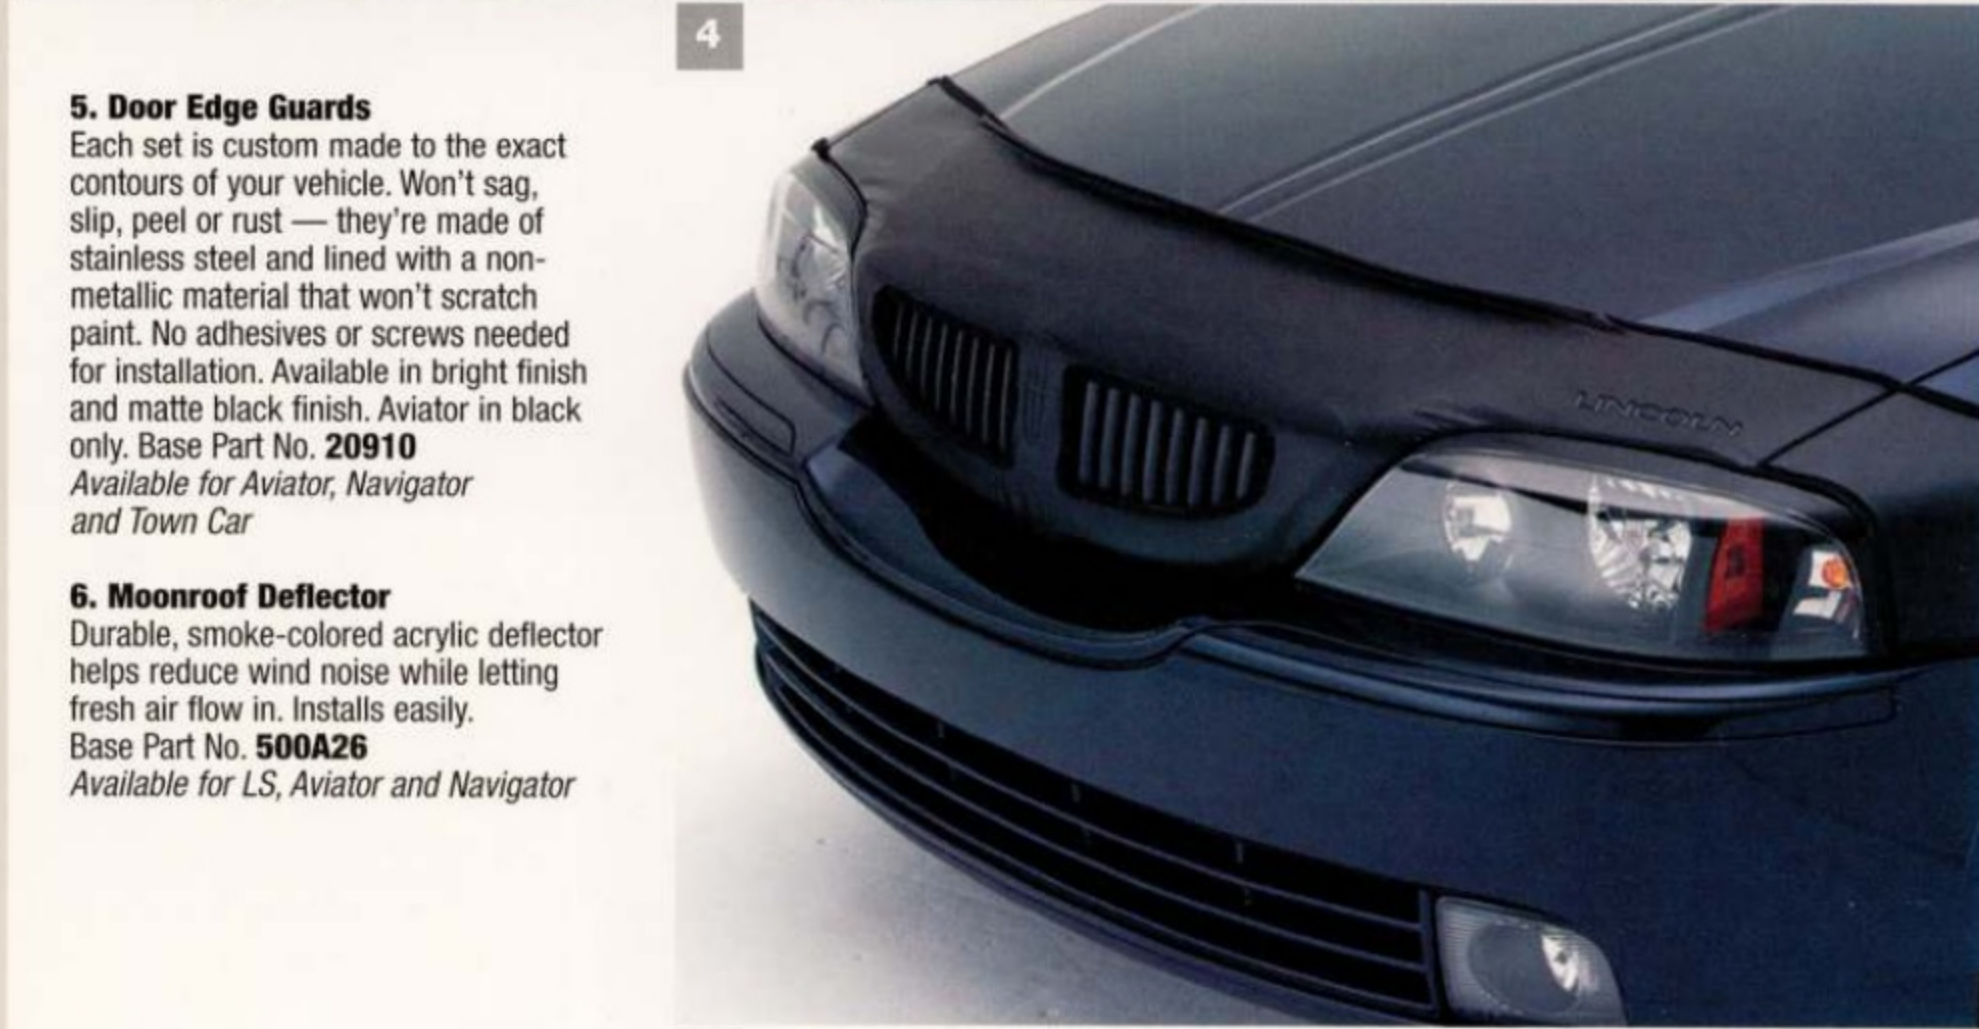 4
5. Door Edge Guards
Each set is custom made to the exact
contours of your vehicle. Won't sag,
slip, peel or rust — they're made of
stainless steel and lined with a non-
metallic material that won't scratch
paint. No adhesives or screws needed
for installation. Available in bright finish
and matte black finish. Aviator in black
only. Base Part No. 20910
Available for Aviator, Navigator
and Town Car
6. Moonroof Deflector
Durable, smoke-colored acrylic deflector
helps reduce wind noise while letting
fresh air flow in. Installs easily.
Base Part No. 500A26
Available for LS, Aviator and Navigator
LINCOLN